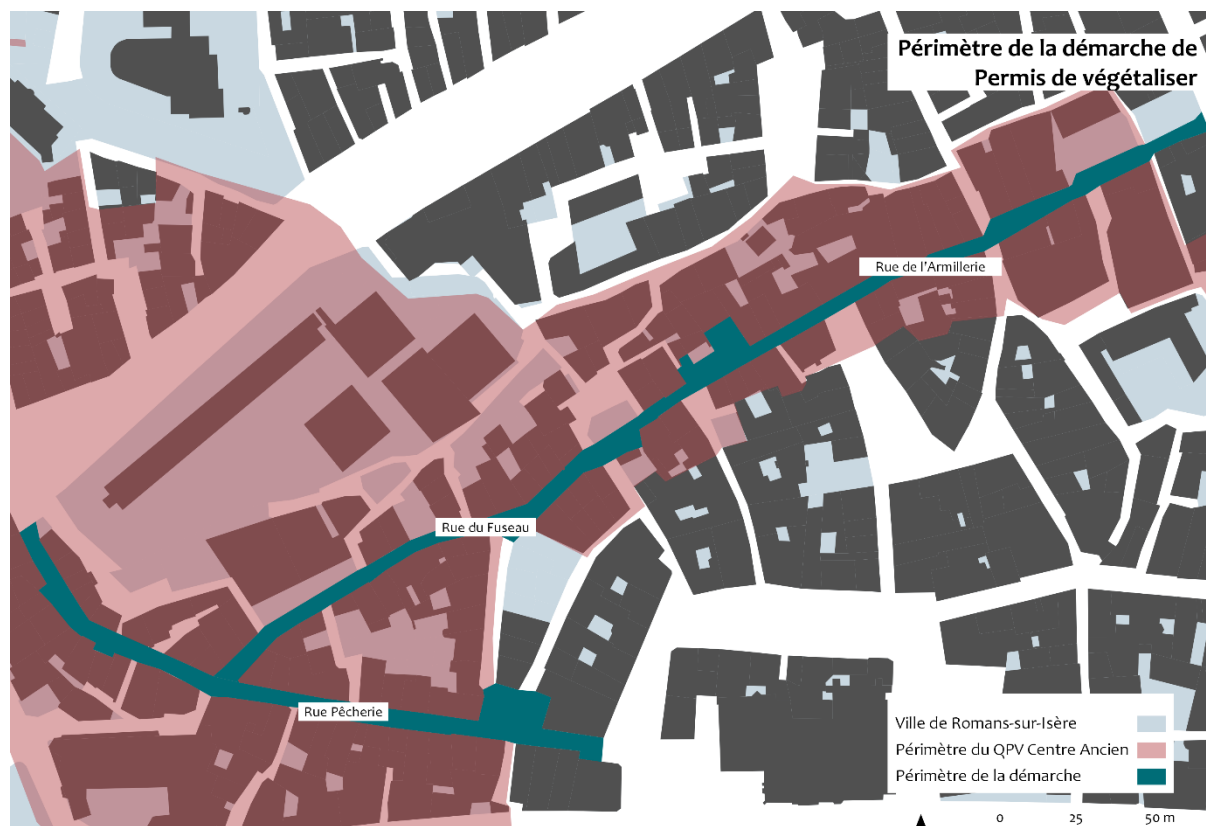 Périmètre de la démarche de
Permis de végétaliser
Rue de l'Armillerie
Rue du Fuseau
Rue Pêcherie
Ville de Romans-sur-Isère
Périmètre du QPV Centre Ancien
Périmètre de la démarche
0 25 50 m